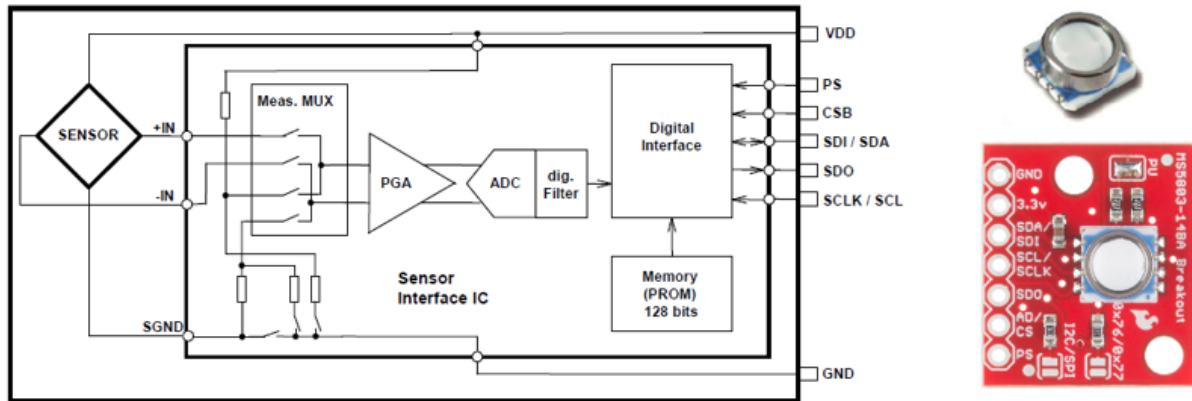 VDD
Meas. MUX
PS
+IN
SENSOR
CSB
Digital
Interface
SDI / SDA
PGA
ADC
dig.
Filter
SDO
-IN
SCLK / SCL
Sensor
Interface IC
Memory
(PROM)
128 bits
SGND
GND
GND
3.3v
SDA/
SDI
SCL/
SCLK
SDO
AD/
CS
PS
PU
MS5803-14BA Breakout
I2C/SPI
0x76/0x77